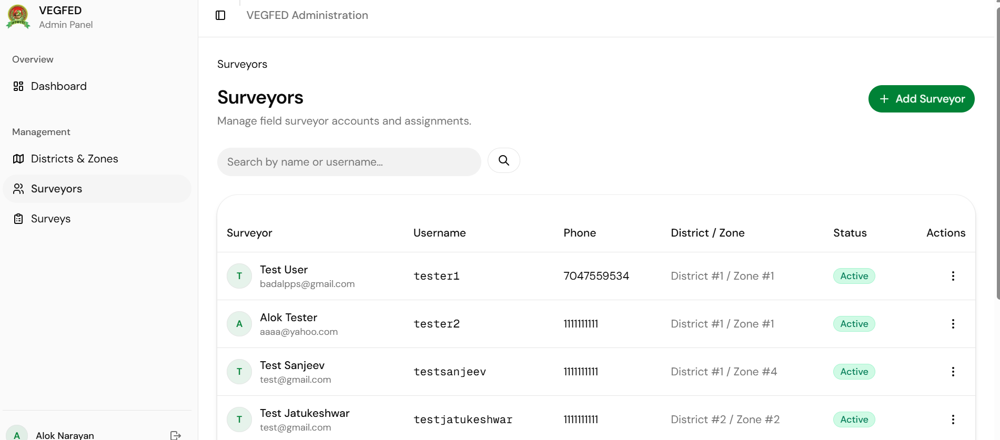 VEGFED
Admin Panel
Overview
Dashboard
Management
Districts & Zones
Surveyors
Surveys
A Alok Narayan
VEGFED Administration
Surveyors
Surveyors
Manage field surveyor accounts and assignments.
+ Add Surveyor
Search by name or username...
Surveyor Username Phone District / Zone Status Actions
T Test User tester1 7047559534 District #1 / Zone #1 Active
badalpps@gmail.com
A Alok Tester tester2 1111111111 District #1 / Zone #1 Active
aaaa@yahoo.com
T Test Sanjeev testsanjeev 1111111111 District #1 / Zone #4 Active
test@gmail.com
T Test Jatukeshwar testjatukeshwar 1111111111 District #2 / Zone #2 Active
test@gmail.com